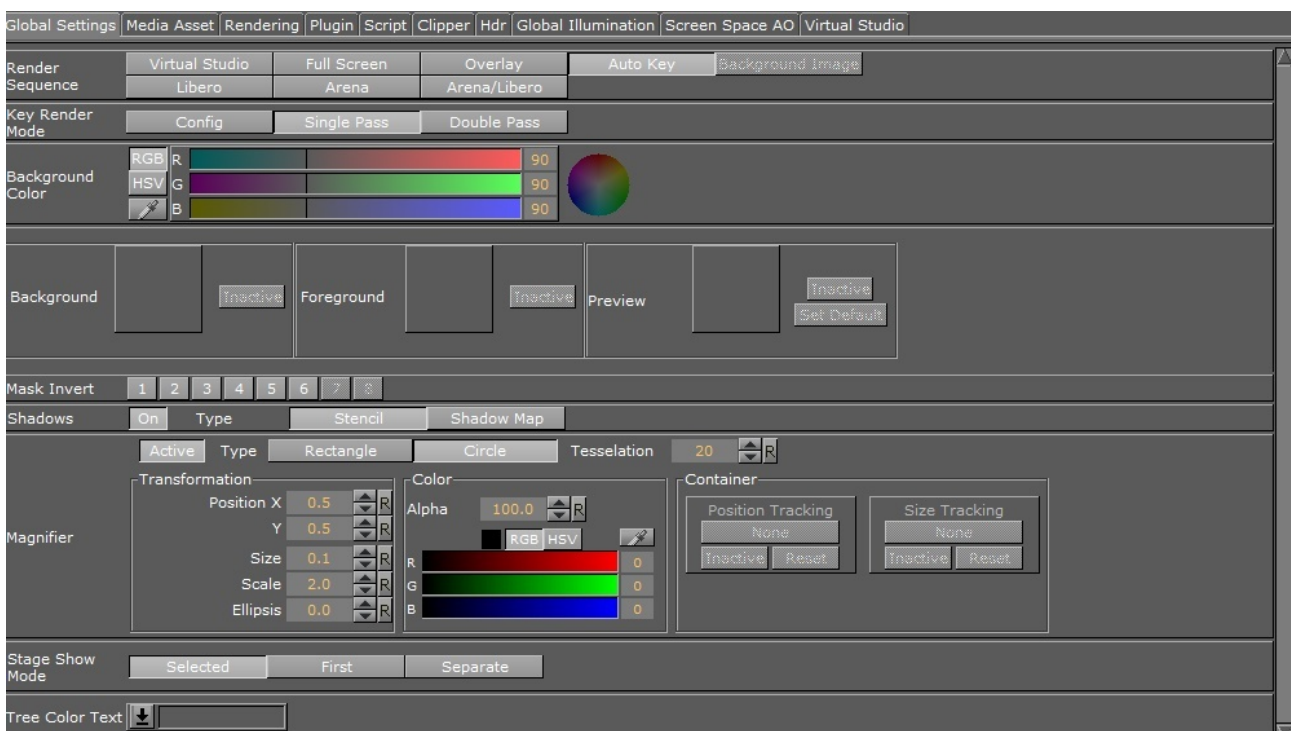 Global Settings Media Asset Rendering Plugin Script Clipper Hdr Global Illumination Screen Space AO Virtual Studio
Render Sequence Virtual Studio Full Screen Overlay Auto Key Background Image
Libero Arena Arena/Libero
Key Render Mode Config Single Pass Double Pass
Background Color RGB R 90
HSV G 90
B 90
Background Inactive Foreground Inactive Preview Inactive
Set Default
Mask Invert 1 2 3 4 5 6 7 8
Shadows On Type Stencil Shadow Map
Magnifier Active Type Rectangle Circle Tesselation 20 R
Transformation Color Container
Position X 0.5 R Alpha 100.0 R Position Tracking Size Tracking
Y 0.5 R RGB HSV None None
Size 0.1 R R 0 Inactive Reset Inactive Reset
Scale 2.0 R G 0
Ellipsis 0.0 R B 0
Stage Show Mode Selected First Separate
Tree Color Text